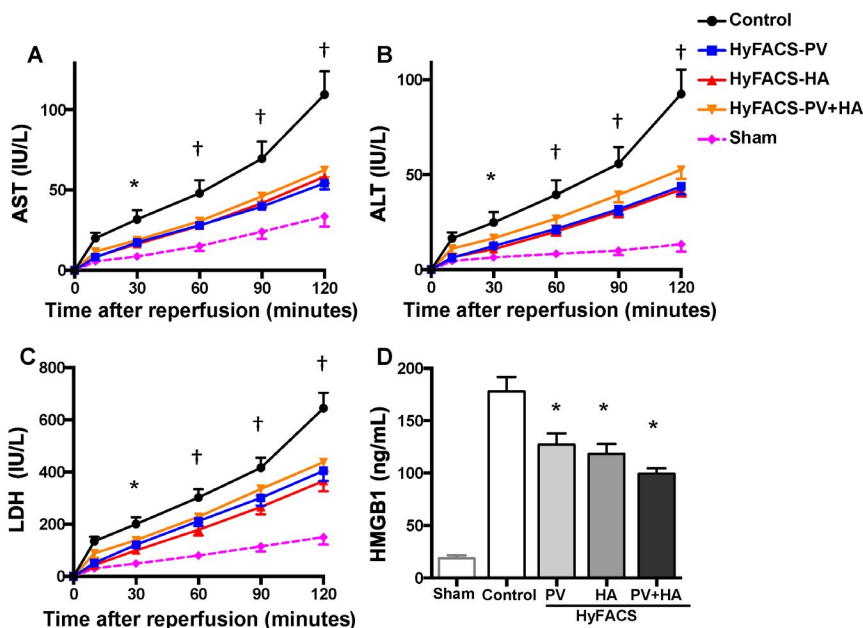 Control
HyFACS-PV
HyFACS-HA
HyFACS-PV+HA
Sham
A
†
†
†
*
AST (IU/L)
100
50
0
0 30 60 90 120
Time after reperfusion (minutes)
B
†
†
†
*
ALT (IU/L)
100
50
0
0 30 60 90 120
Time after reperfusion (minutes)
C
†
†
†
*
LDH (IU/L)
800
600
400
200
0
0 30 60 90 120
Time after reperfusion (minutes)
D
* * *
HMGB1 (ng/mL)
200
150
100
50
0
Sham Control PV HA PV+HA
HyFACS